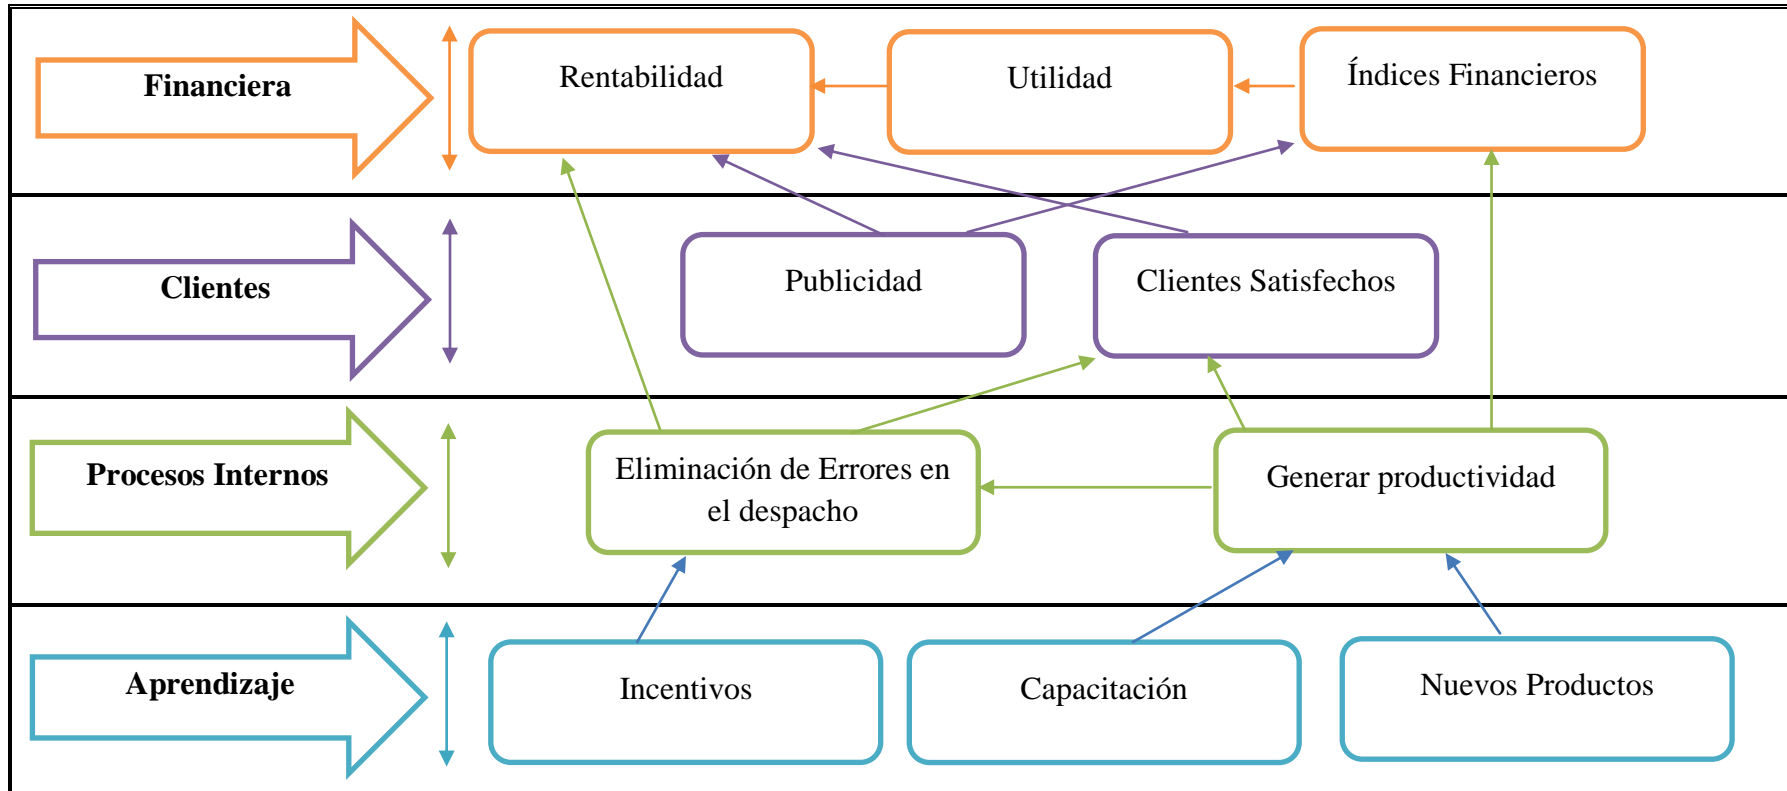 Financiera
Rentabilidad
Utilidad
Índices Financieros
Clientes
Publicidad
Clientes Satisfechos
Procesos Internos
Eliminación de Errores en
el despacho
Generar productividad
Aprendizaje
Incentivos
Capacitación
Nuevos Productos